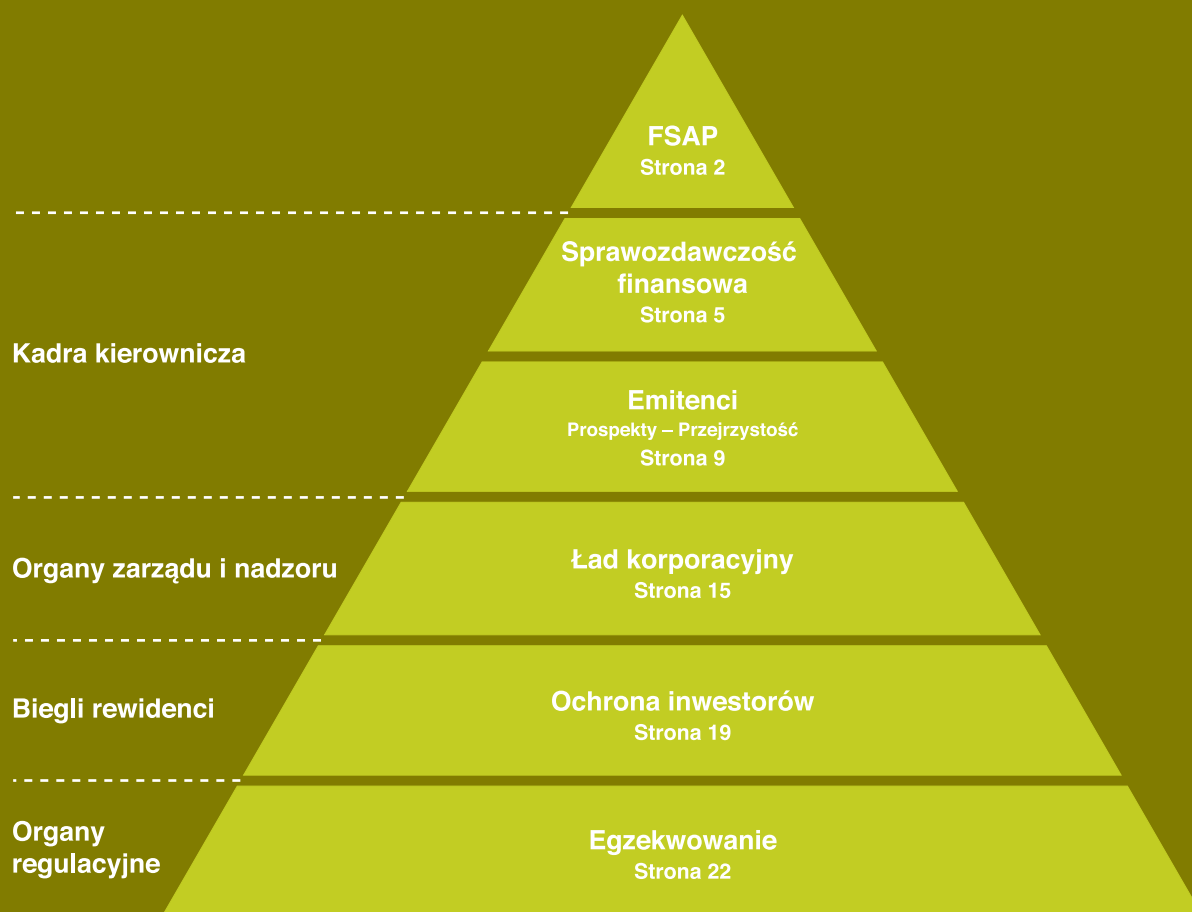 FSAP
Strona 2
Sprawozdawczość
finansowa
Strona 5
Kadra kierownicza
Emitenci
Prospekty – Przejrzystość
Strona 9
Organy zarządu i nadzoru
Ład korporacyjny
Strona 15
Biegli rewidenci
Ochrona inwestorów
Strona 19
Organy
regulacyjne
Egzekwowanie
Strona 22